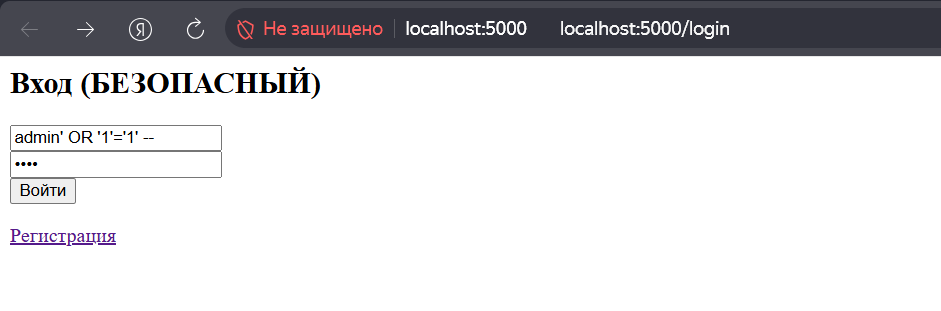 Не защищено localhost:5000 localhost:5000/login
Вход (БЕЗОПАСНЫЙ)
admin' OR '1'='1' --
••••
Войти
Регистрация